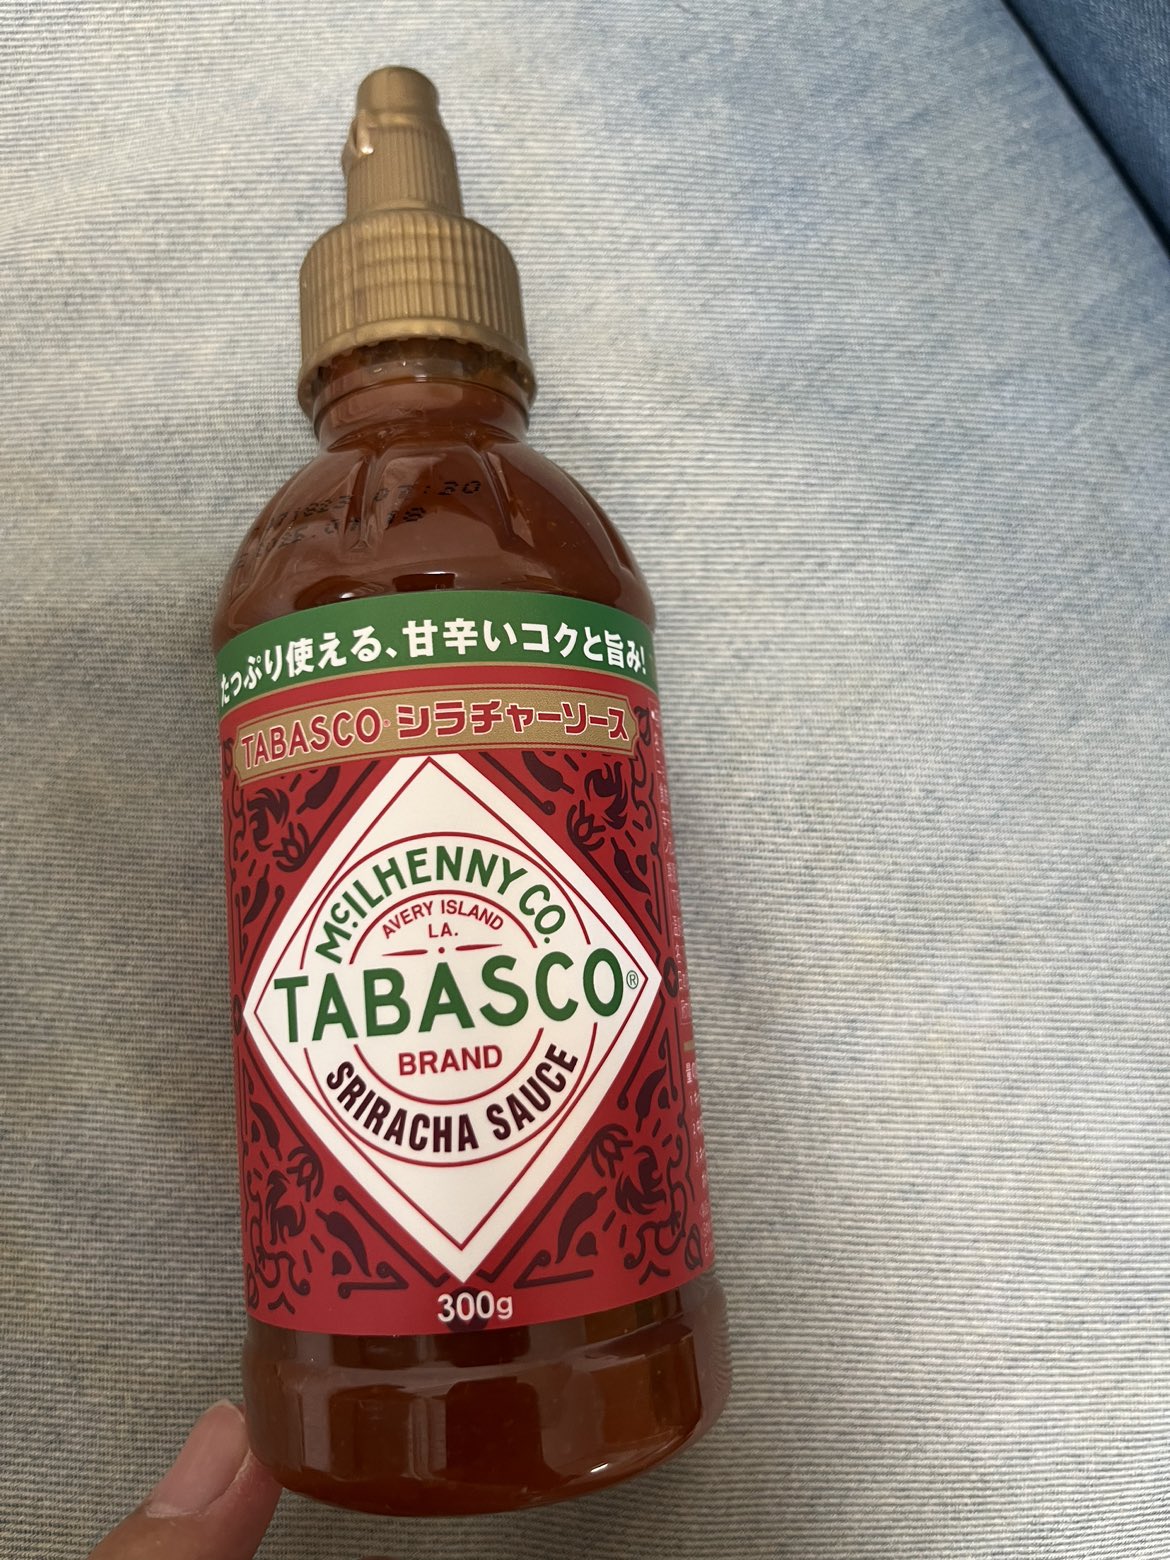 たっぷり使える、甘辛いコクと旨み!
TABASCO® シラチャーソース
McILHENNY CO.
AVERY ISLAND
LA.
TABASCO®
BRAND
SRIRACHA SAUCE
300g